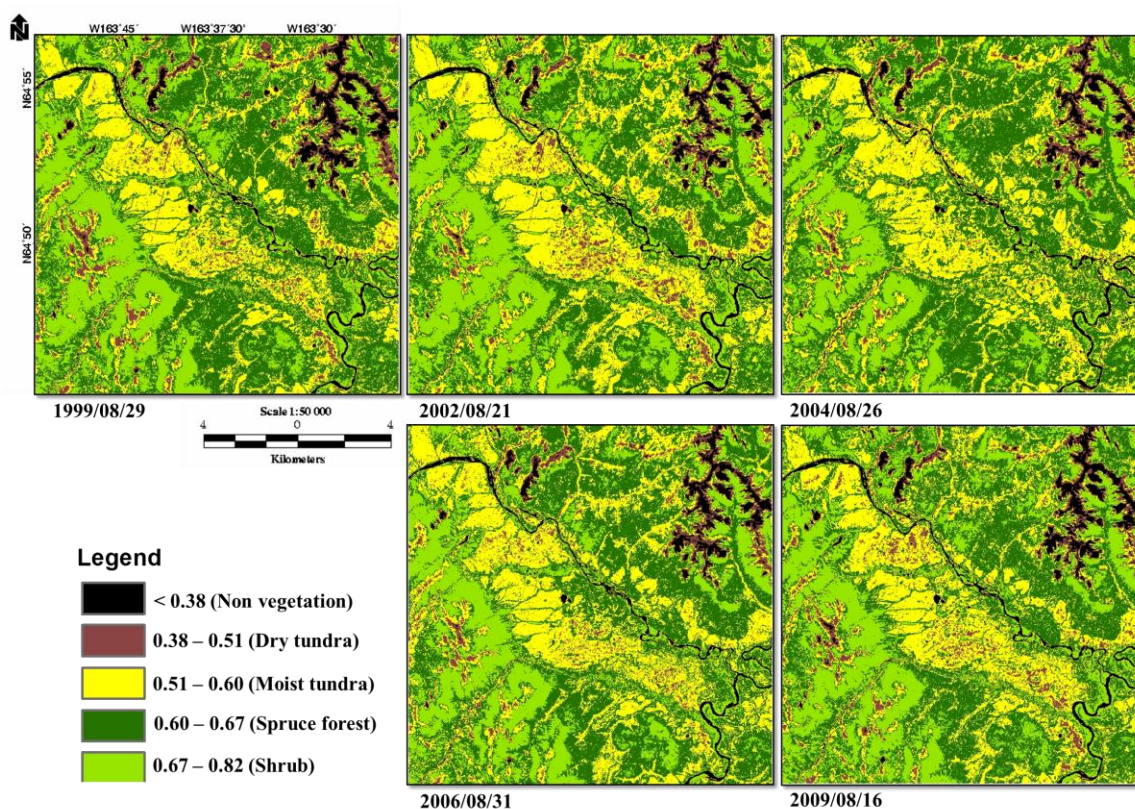 N
W163°45´ W163°37´30˝ W163°30´
N64°55´
N64°50´
1999/08/29
2002/08/21
2004/08/26
Scale 1:50 000
4 0 4
Kilometers
2006/08/31
2009/08/16
Legend
< 0.38 (Non vegetation)
0.38 – 0.51 (Dry tundra)
0.51 – 0.60 (Moist tundra)
0.60 – 0.67 (Spruce forest)
0.67 – 0.82 (Shrub)